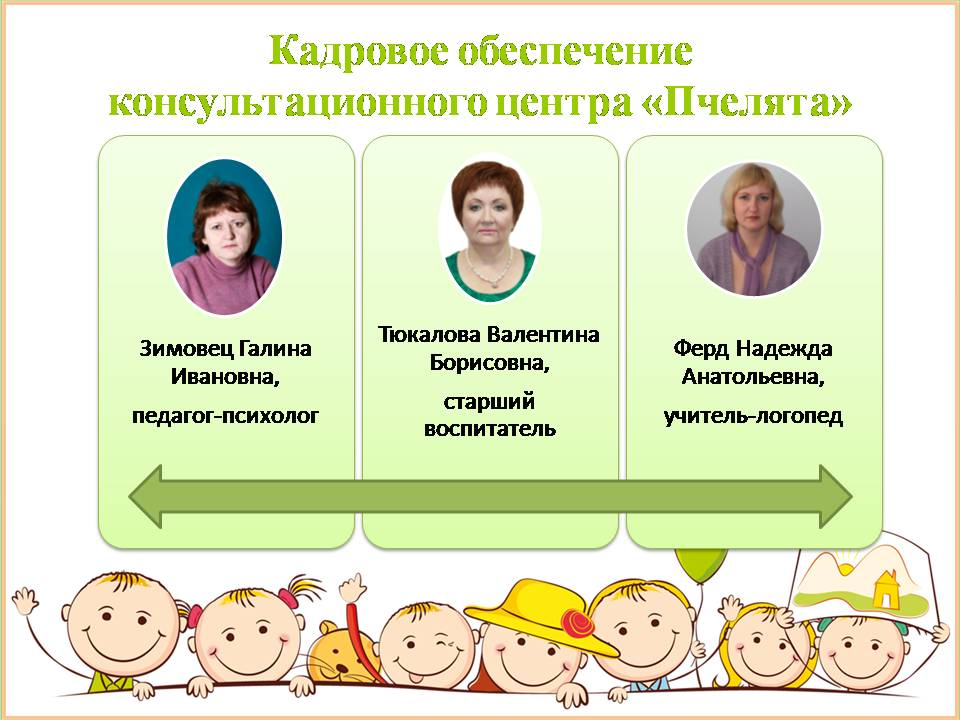 Кадровое обеспечение
консультационного центра «Пчелята»
Зимовец Галина
Ивановна,
педагог-психолог
Тюкалова Валентина
Борисовна,
старший
воспитатель
Ферд Надежда
Анатольевна,
учитель-логопед